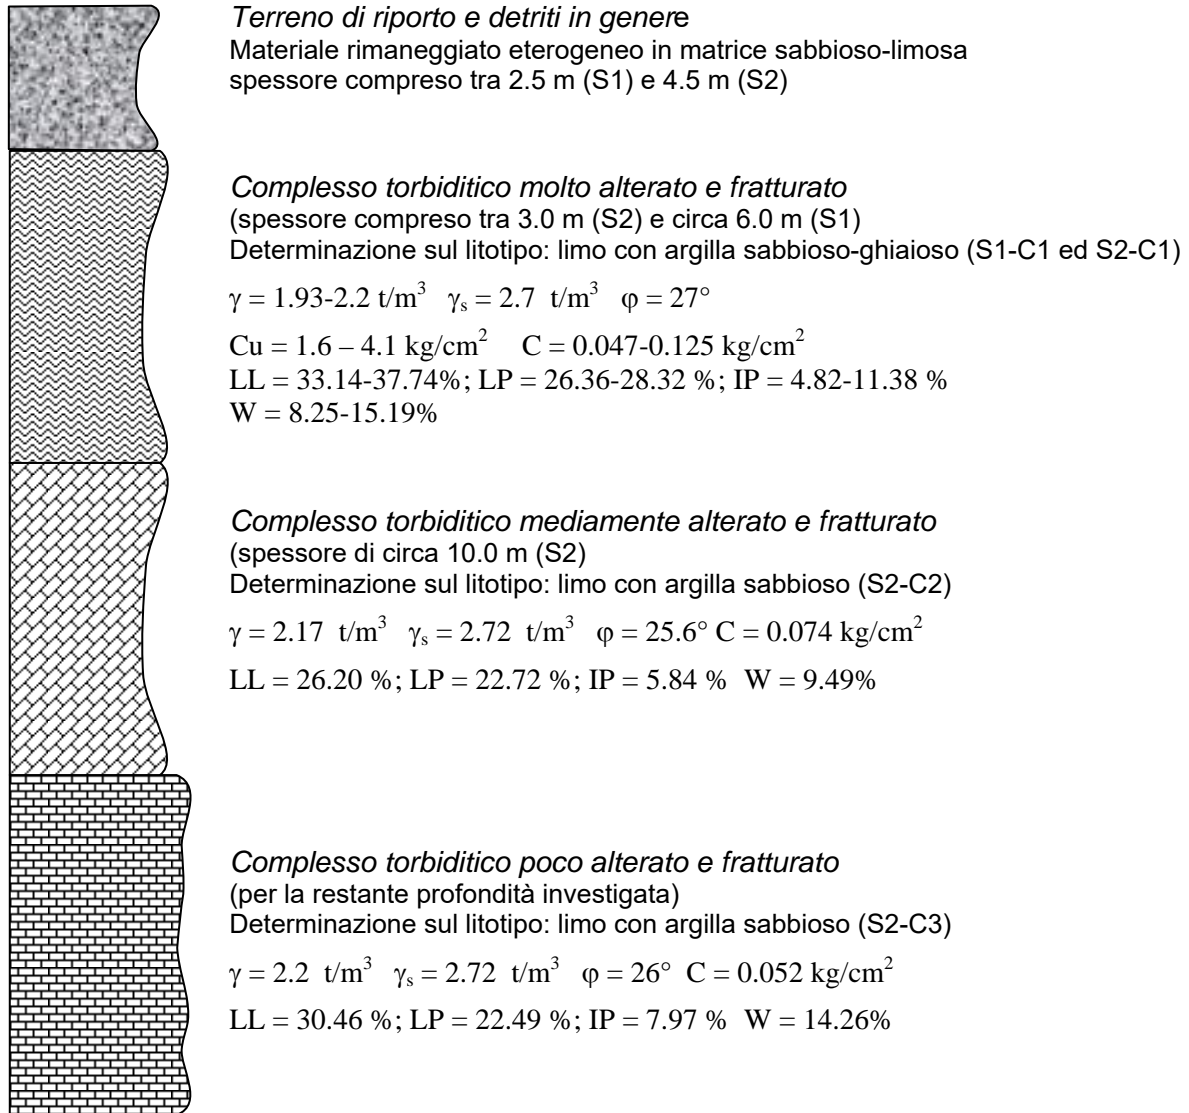 Terreno di riporto e detriti in genere
Materiale rimaneggiato eterogeneo in matrice sabbioso-limosa
spessore compreso tra 2.5 m (S1) e 4.5 m (S2)
Complesso torbiditico molto alterato e fratturato
(spessore compreso tra 3.0 m (S2) e circa 6.0 m (S1)
Determinazione sul litotipo: limo con argilla sabbioso-ghiaioso (S1-C1 ed S2-C1)
γ = 1.93-2.2 t/m³ γs = 2.7 t/m³ φ = 27°
Cu = 1.6 – 4.1 kg/cm² C = 0.047-0.125 kg/cm²
LL = 33.14-37.74%; LP = 26.36-28.32 %; IP = 4.82-11.38 %
W = 8.25-15.19%
Complesso torbiditico mediamente alterato e fratturato
(spessore di circa 10.0 m (S2)
Determinazione sul litotipo: limo con argilla sabbioso (S2-C2)
γ = 2.17 t/m³ γs = 2.72 t/m³ φ = 25.6° C = 0.074 kg/cm²
LL = 26.20 %; LP = 22.72 %; IP = 5.84 % W = 9.49%
Complesso torbiditico poco alterato e fratturato
(per la restante profondità investigata)
Determinazione sul litotipo: limo con argilla sabbioso (S2-C3)
γ = 2.2 t/m³ γs = 2.72 t/m³ φ = 26° C = 0.052 kg/cm²
LL = 30.46 %; LP = 22.49 %; IP = 7.97 % W = 14.26%